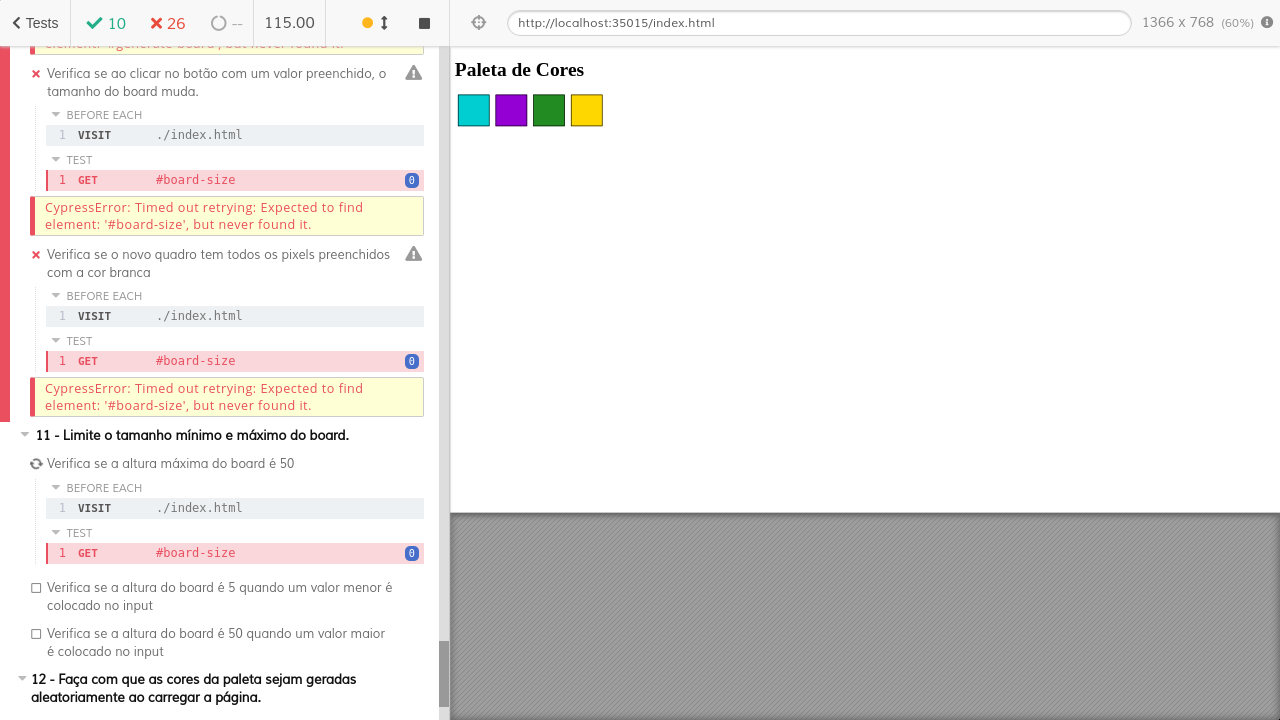 Tests 10 26 -- 115.00
http://localhost:35015/index.html 1366 x 768 (60%)
element: '#generate-board', but never found it.
Verifica se ao clicar no botão com um valor preenchido, o
tamanho do board muda.
BEFORE EACH
1 VISIT ./index.html
TEST
1 GET #board-size 0
CypressError: Timed out retrying: Expected to find
element: '#board-size', but never found it.
Verifica se o novo quadro tem todos os pixels preenchidos
com a cor branca
BEFORE EACH
1 VISIT ./index.html
TEST
1 GET #board-size 0
CypressError: Timed out retrying: Expected to find
element: '#board-size', but never found it.
11 - Limite o tamanho mínimo e máximo do board.
Verifica se a altura máxima do board é 50
BEFORE EACH
1 VISIT ./index.html
TEST
1 GET #board-size 0
Verifica se a altura do board é 5 quando um valor menor é
colocado no input
Verifica se a altura do board é 50 quando um valor maior
é colocado no input
12 - Faça com que as cores da paleta sejam geradas
aleatoriamente ao carregar a página.
Paleta de Cores